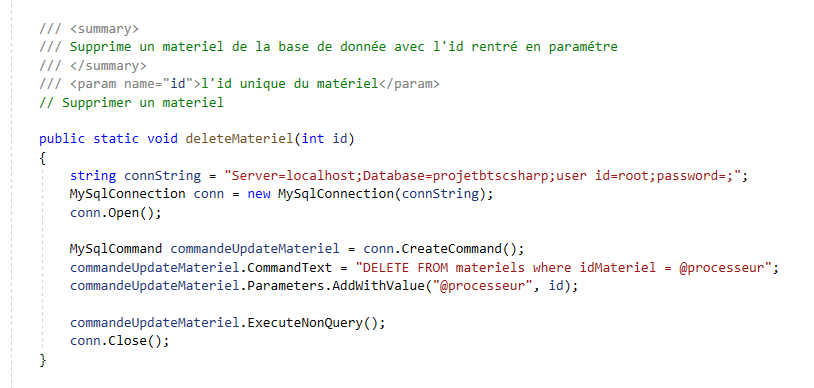 /// <summary>
/// Supprime un materiel de la base de donnée avec l'id rentré en paramétre
/// </summary>
/// <param name="id">l'id unique du matériel</param>
// Supprimer un materiel
public static void deleteMateriel(int id)
{
string connString = "Server=localhost;Database=projetbtscsharp;user id=root;password=;";
MySqlConnection conn = new MySqlConnection(connString);
conn.Open();
MySqlCommand commandeUpdateMateriel = conn.CreateCommand();
commandeUpdateMateriel.CommandText = "DELETE FROM materiels where idMateriel = @processeur";
commandeUpdateMateriel.Parameters.AddWithValue("@processeur", id);
commandeUpdateMateriel.ExecuteNonQuery();
conn.Close();
}